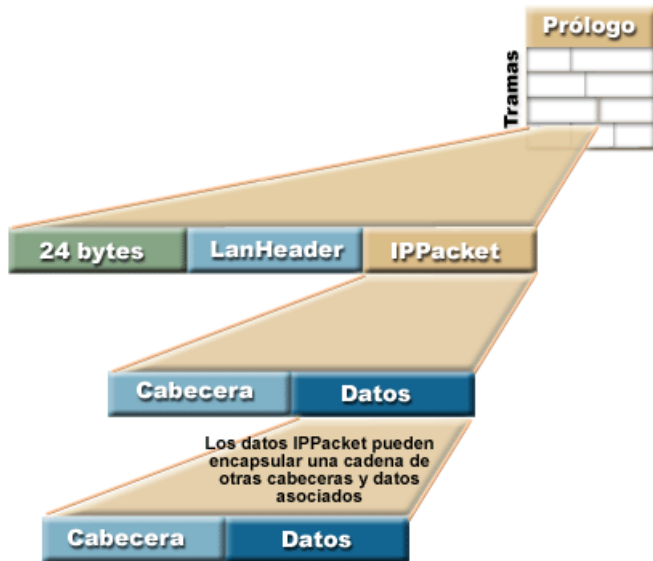 Prólogo
Tramas
24 bytes
LanHeader
IPPacket
Cabecera
Datos
Los datos IPPacket pueden
encapsular una cadena de
otras cabeceras y datos
asociados
Cabecera
Datos